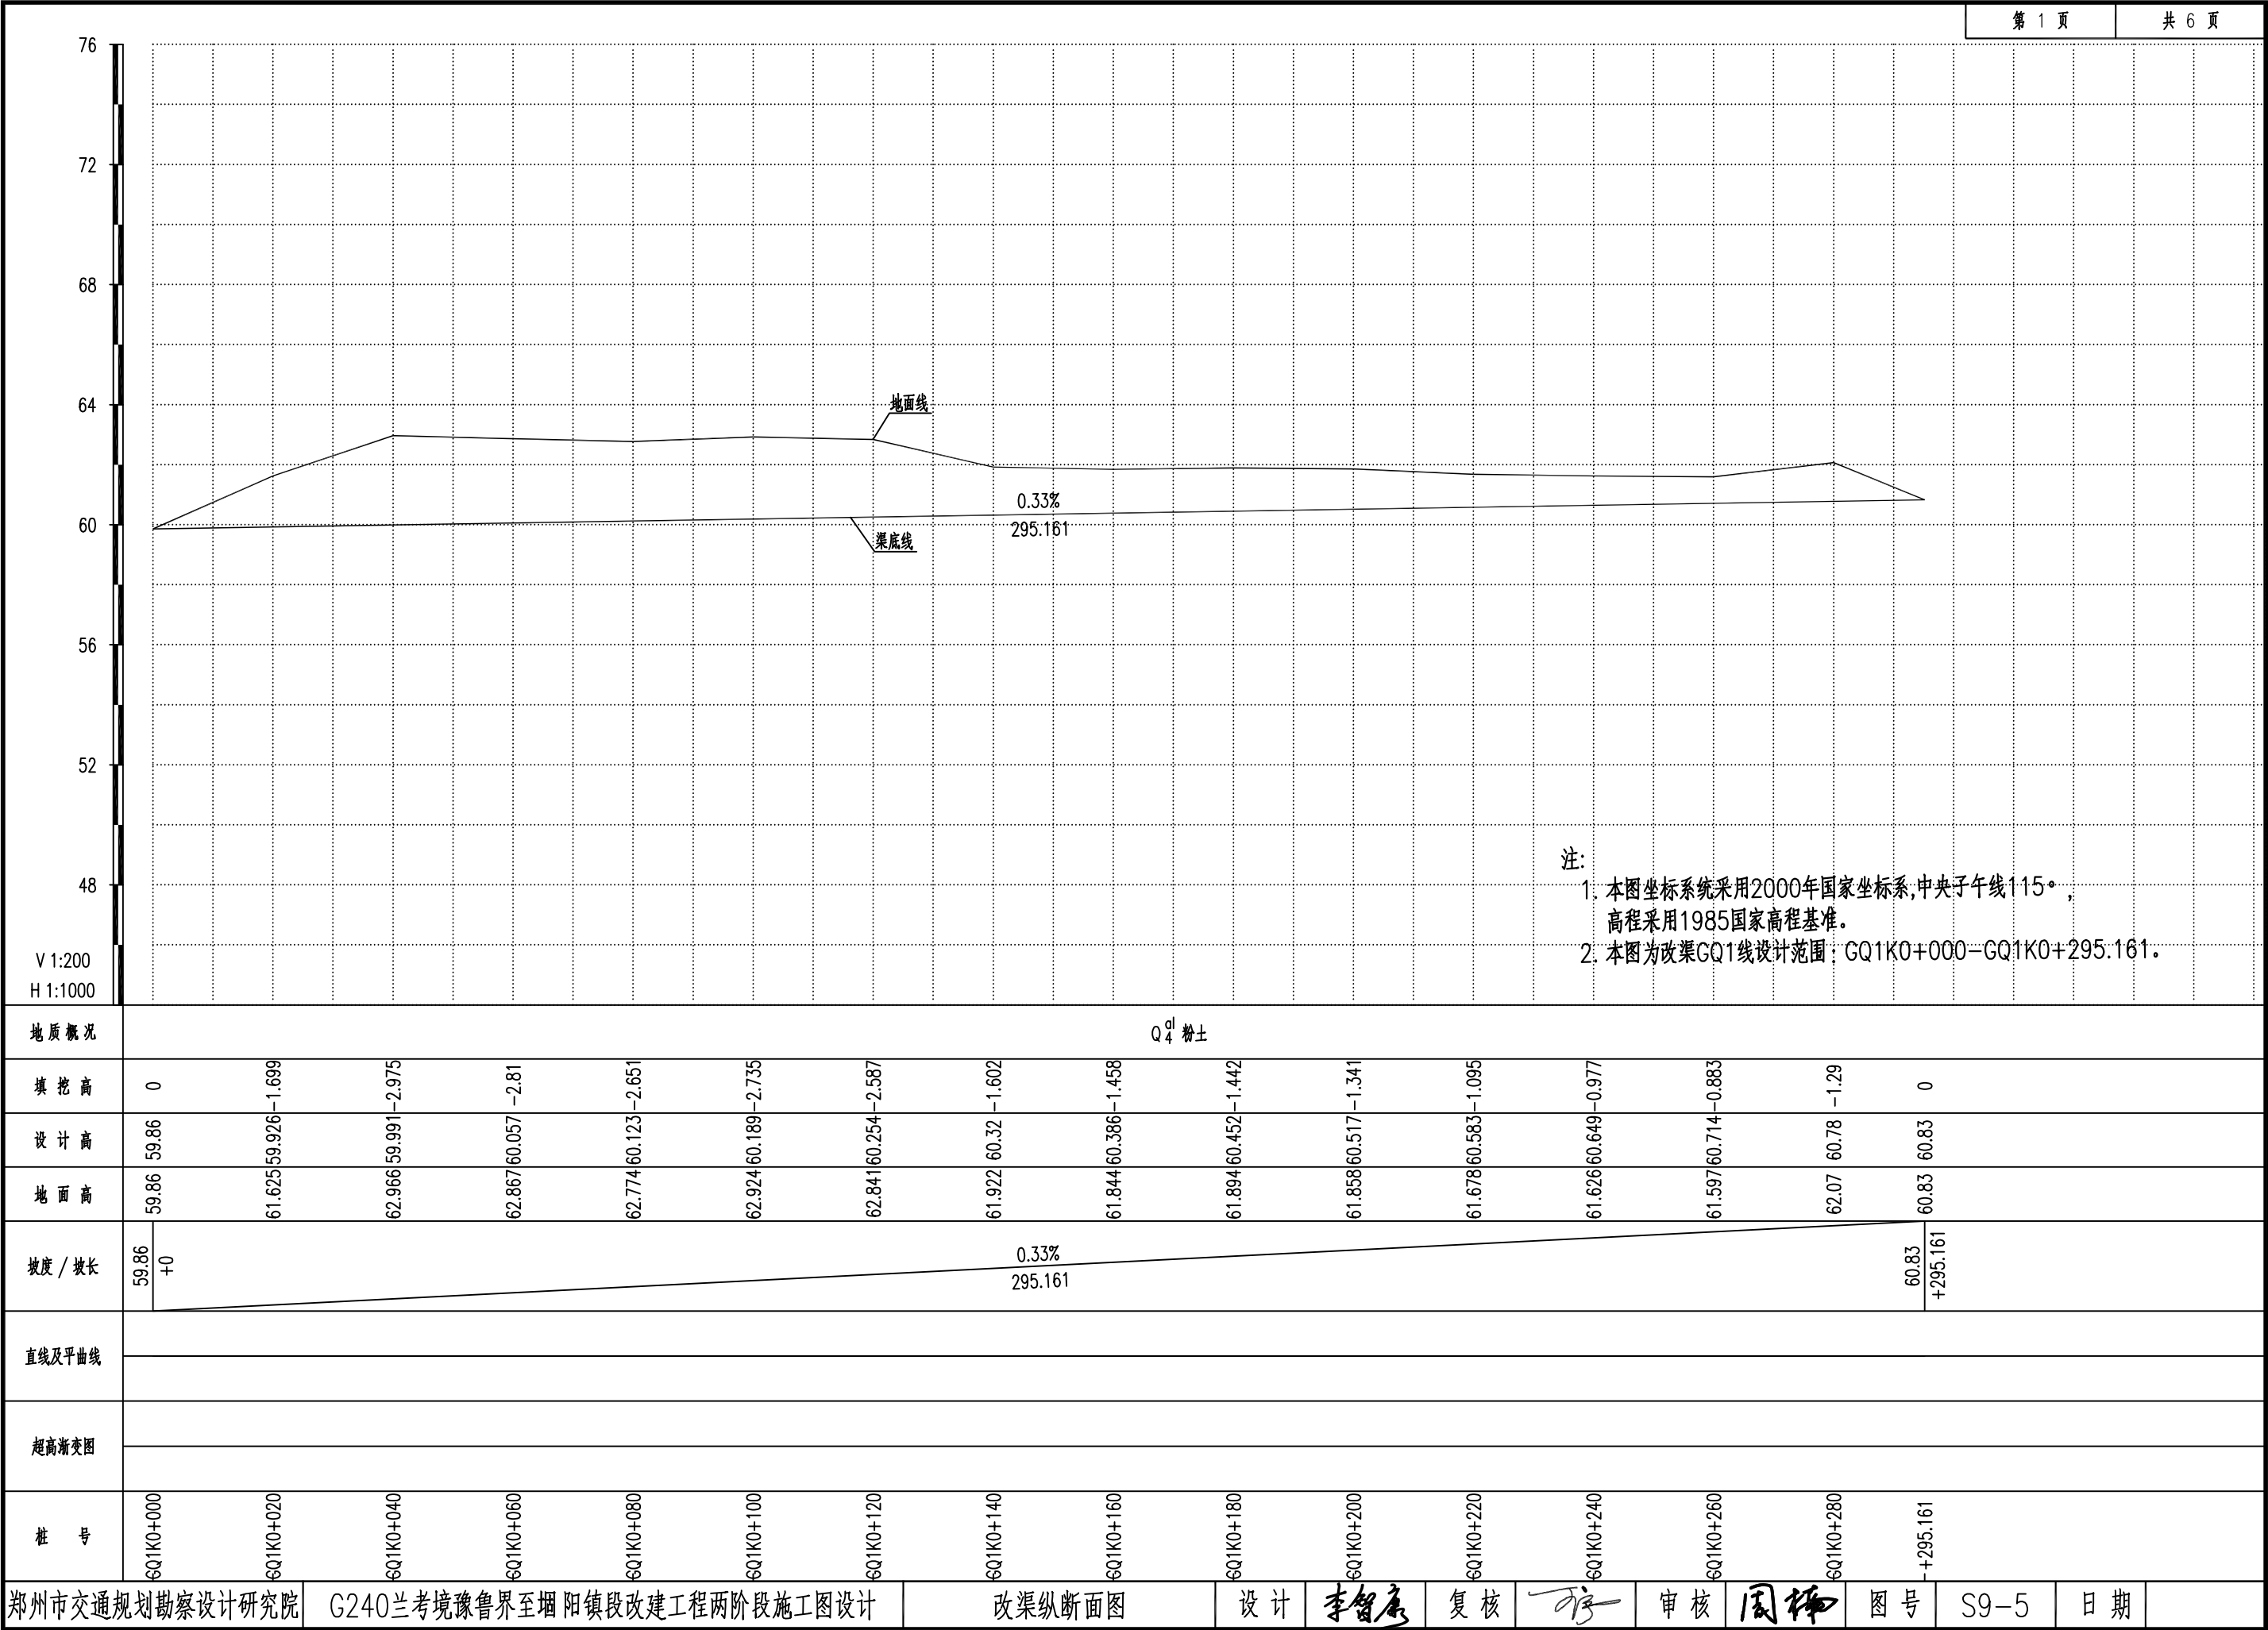 第 1 页 共 6 页
76
72
68
64
60
56
52
48
V 1:200
H 1:1000
地面线
0.33%
295.161
渠底线
注:
1. 本图坐标系统采用2000年国家坐标系,中央子午线115°,
高程采用1985国家高程基准。
2. 本图为改渠GQ1线设计范围: GQ1K0+000-GQ1K0+295.161。
地质概况 Q4al 粉土
填挖高 0 -1.699 -2.975 -2.81 -2.651 -2.735 -2.587 -1.602 -1.458 -1.442 -1.341 -1.095 -0.977 -0.883 -1.29 0
设计高 59.86 59.926 59.991 60.057 60.123 60.189 60.254 60.32 60.386 60.452 60.517 60.583 60.649 60.714 60.78 60.83
地面高 59.86 61.625 62.966 62.867 62.774 62.924 62.841 61.922 61.844 61.894 61.858 61.678 61.626 61.597 62.07 60.83
坡度/坡长 59.86 +0 0.33% 295.161 60.83 +295.161
直线及平曲线
超高渐变图
桩号 GQ1K0+000 GQ1K0+020 GQ1K0+040 GQ1K0+060 GQ1K0+080 GQ1K0+100 GQ1K0+120 GQ1K0+140 GQ1K0+160 GQ1K0+180 GQ1K0+200 GQ1K0+220 GQ1K0+240 GQ1K0+260 GQ1K0+280 +295.161
郑州市交通规划勘察设计研究院 G240兰考境豫鲁界至堌阳镇段改建工程两阶段施工图设计 改渠纵断面图 设计 李智康 复核 审核 周楠 图号 S9-5 日期